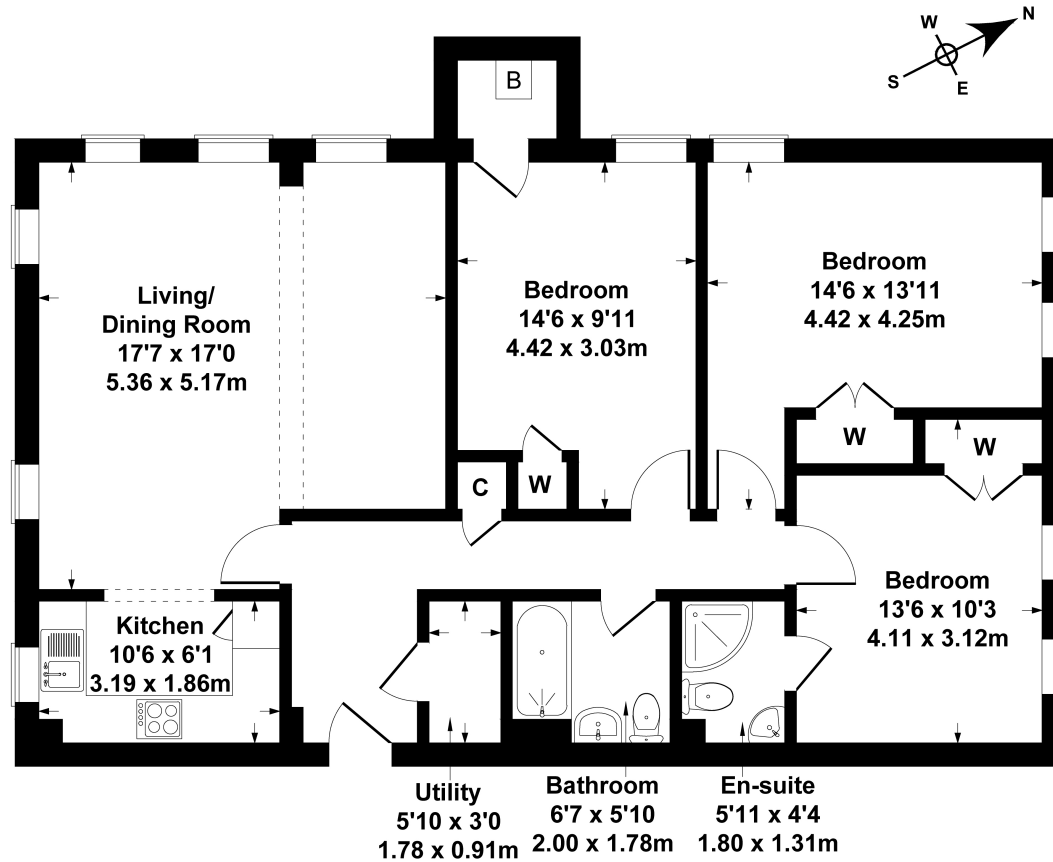 W
N
S
E
B
Living/
Dining Room
17'7 x 17'0
5.36 x 5.17m
Bedroom
14'6 x 9'11
4.42 x 3.03m
Bedroom
14'6 x 13'11
4.42 x 4.25m
W
W
C
W
Bedroom
13'6 x 10'3
4.11 x 3.12m
Kitchen
10'6 x 6'1
3.19 x 1.86m
Utility
5'10 x 3'0
1.78 x 0.91m
Bathroom
6'7 x 5'10
2.00 x 1.78m
En-suite
5'11 x 4'4
1.80 x 1.31m